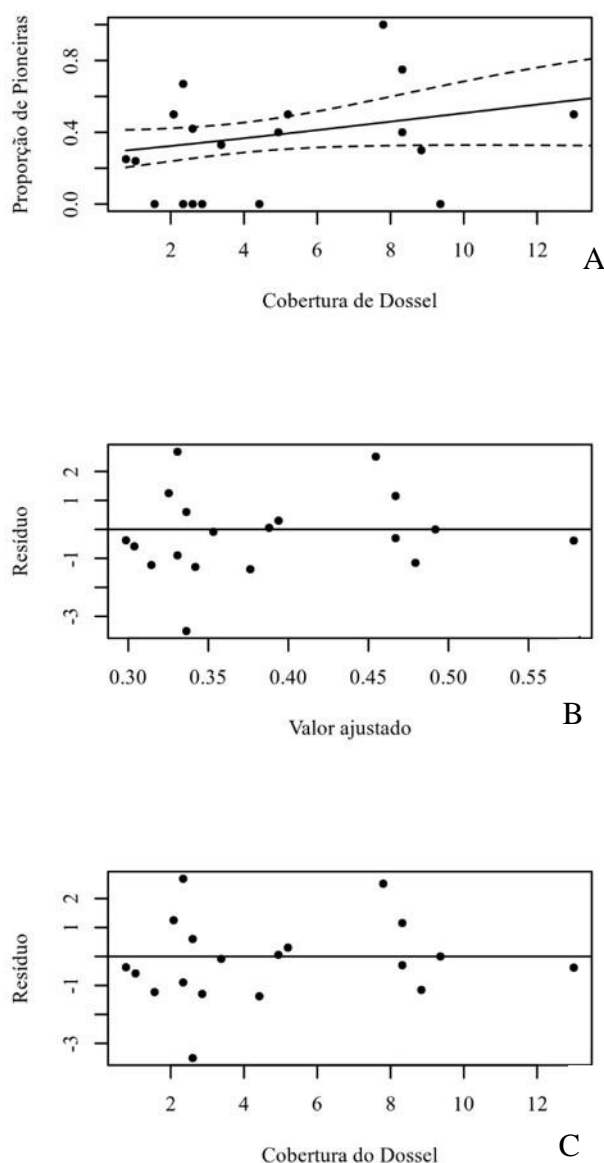 Proporção de Pioneiras
0.0 0.4 0.8
2 4 6 8 10 12
A
Cobertura de Dossel
Resíduo
-3 -1 1 2
0.30 0.35 0.40 0.45 0.50 0.55
B
Valor ajustado
Resíduo
-3 -1 1 2
2 4 6 8 10 12
C
Cobertura do Dossel